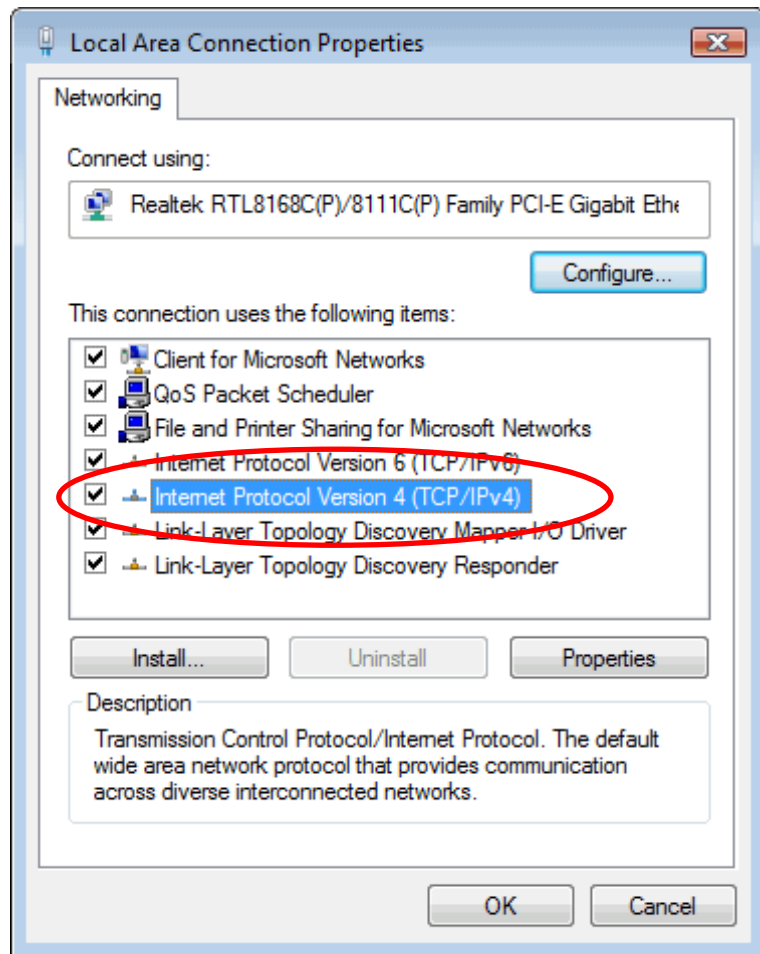 Local Area Connection Properties
Networking
Connect using:
Realtek RTL8168C(P)/8111C(P) Family PCI-E Gigabit Ethe
Configure...
This connection uses the following items:
Client for Microsoft Networks
QoS Packet Scheduler
File and Printer Sharing for Microsoft Networks
Internet Protocol Version 6 (TCP/IPv6)
Internet Protocol Version 4 (TCP/IPv4)
Link-Layer Topology Discovery Mapper I/O Driver
Link-Layer Topology Discovery Responder
Install... Uninstall Properties
Description
Transmission Control Protocol/Internet Protocol. The default
wide area network protocol that provides communication
across diverse interconnected networks.
OK Cancel